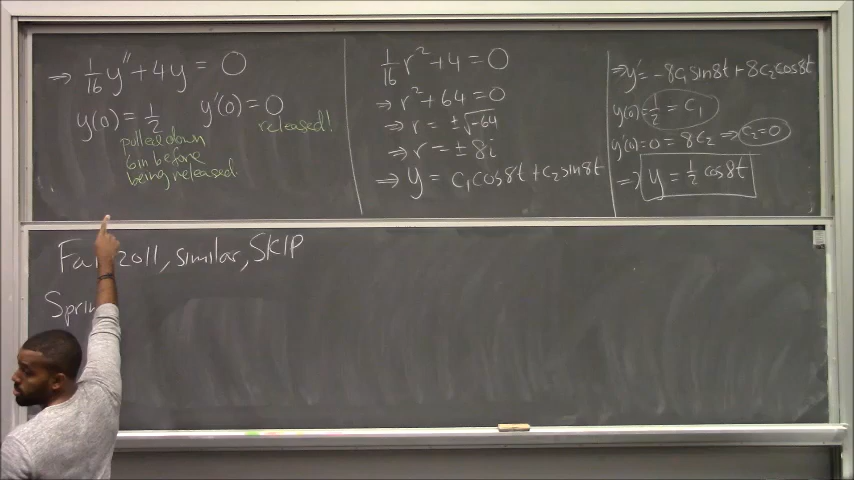 ⇒ 1/16 y'' + 4y = 0
y(0) = 1/2 y'(0) = 0
pulled down
6in before
being released
released!
1/16 r² + 4 = 0
⇒ r² + 64 = 0
⇒ r = ±√-64
⇒ r = ± 8i
⇒ y = c₁cos8t + c₂sin8t
⇒ y' = -8c₁sin8t + 8c₂cos8t
y(0) = 1/2 = c₁
y'(0) = 0 = 8c₂ ⇒ c₂=0
⇒ y = 1/2 cos8t
2011, similar, SKIP